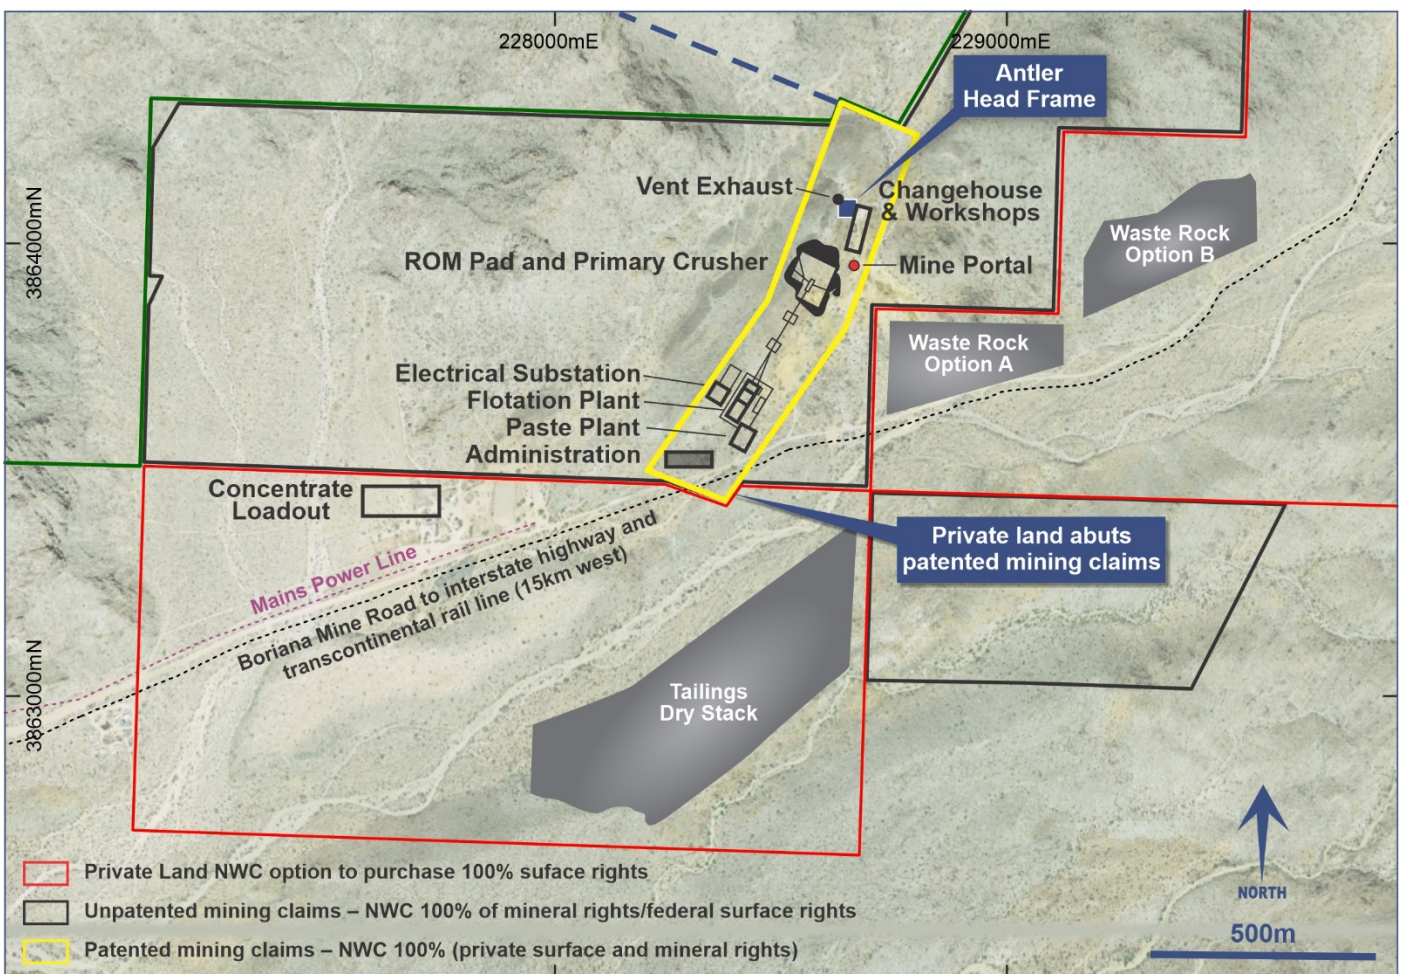 228000mE
229000mE
Antler
Head Frame
Vent Exhaust
Changehouse
& Workshops
3864000mN
ROM Pad and Primary Crusher
Mine Portal
Waste Rock
Option B
Waste Rock
Option A
Electrical Substation
Flotation Plant
Paste Plant
Administration
Concentrate
Loadout
Private land abuts
patented mining claims
Mains Power Line
Boriana Mine Road to interstate highway and
transcontinental rail line (15km west)
3863000mN
Tailings
Dry Stack
Private Land NWC option to purchase 100% suface rights
Unpatented mining claims – NWC 100% of mineral rights/federal surface rights
Patented mining claims – NWC 100% (private surface and mineral rights)
NORTH
500m